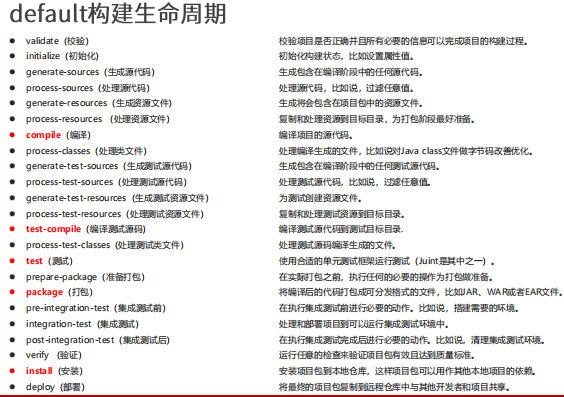 default构建生命周期
validate (校验) 校验项目是否正确并且所有必要的信息可以完成项目的构建过程。
initialize (初始化) 初始化构建状态，比如设置属性值。
generate-sources (生成源代码) 生成包含在编译阶段中的任何源代码。
process-sources (处理源代码) 处理源代码，比如说，过滤任意值。
generate-resources (生成资源文件) 生成将会包含在项目包中的资源文件。
process-resources (处理资源文件) 复制和处理资源到目标目录，为打包阶段最好准备。
compile (编译) 编译项目的源代码。
process-classes (处理类文件) 处理编译生成的文件，比如说对Java class文件做字节码改善优化。
generate-test-sources (生成测试源代码) 生成包含在编译阶段中的任何测试源代码。
process-test-sources (处理测试源代码) 处理测试源代码，比如说，过滤任意值。
generate-test-resources (生成测试资源文件) 为测试创建资源文件。
process-test-resources (处理测试资源文件) 复制和处理测试资源到目标目录。
test-compile (编译测试源码) 编译测试源代码到测试目标目录.
process-test-classes (处理测试类文件) 处理测试源码编译生成的文件。
test (测试) 使用合适的单元测试框架运行测试（Juint是其中之一）。
prepare-package (准备打包) 在实际打包之前，执行任何的必要的操作为打包做准备。
package (打包) 将编译后的代码打包成可分发格式的文件，比如JAR、WAR或者EAR文件。
pre-integration-test (集成测试前) 在执行集成测试前进行必要的动作。比如说，搭建需要的环境。
integration-test (集成测试) 处理和部署项目到可以运行集成测试环境中。
post-integration-test (集成测试后) 在执行集成测试完成后进行必要的动作。比如说，清理集成测试环境。
verify (验证) 运行任意的检查来验证项目包有效且达到质量标准。
install (安装) 安装项目包到本地仓库，这样项目包可以用作其他本地项目的依赖。
deploy (部署) 将最终的项目包复制到远程仓库中与其他开发者和项目共享。